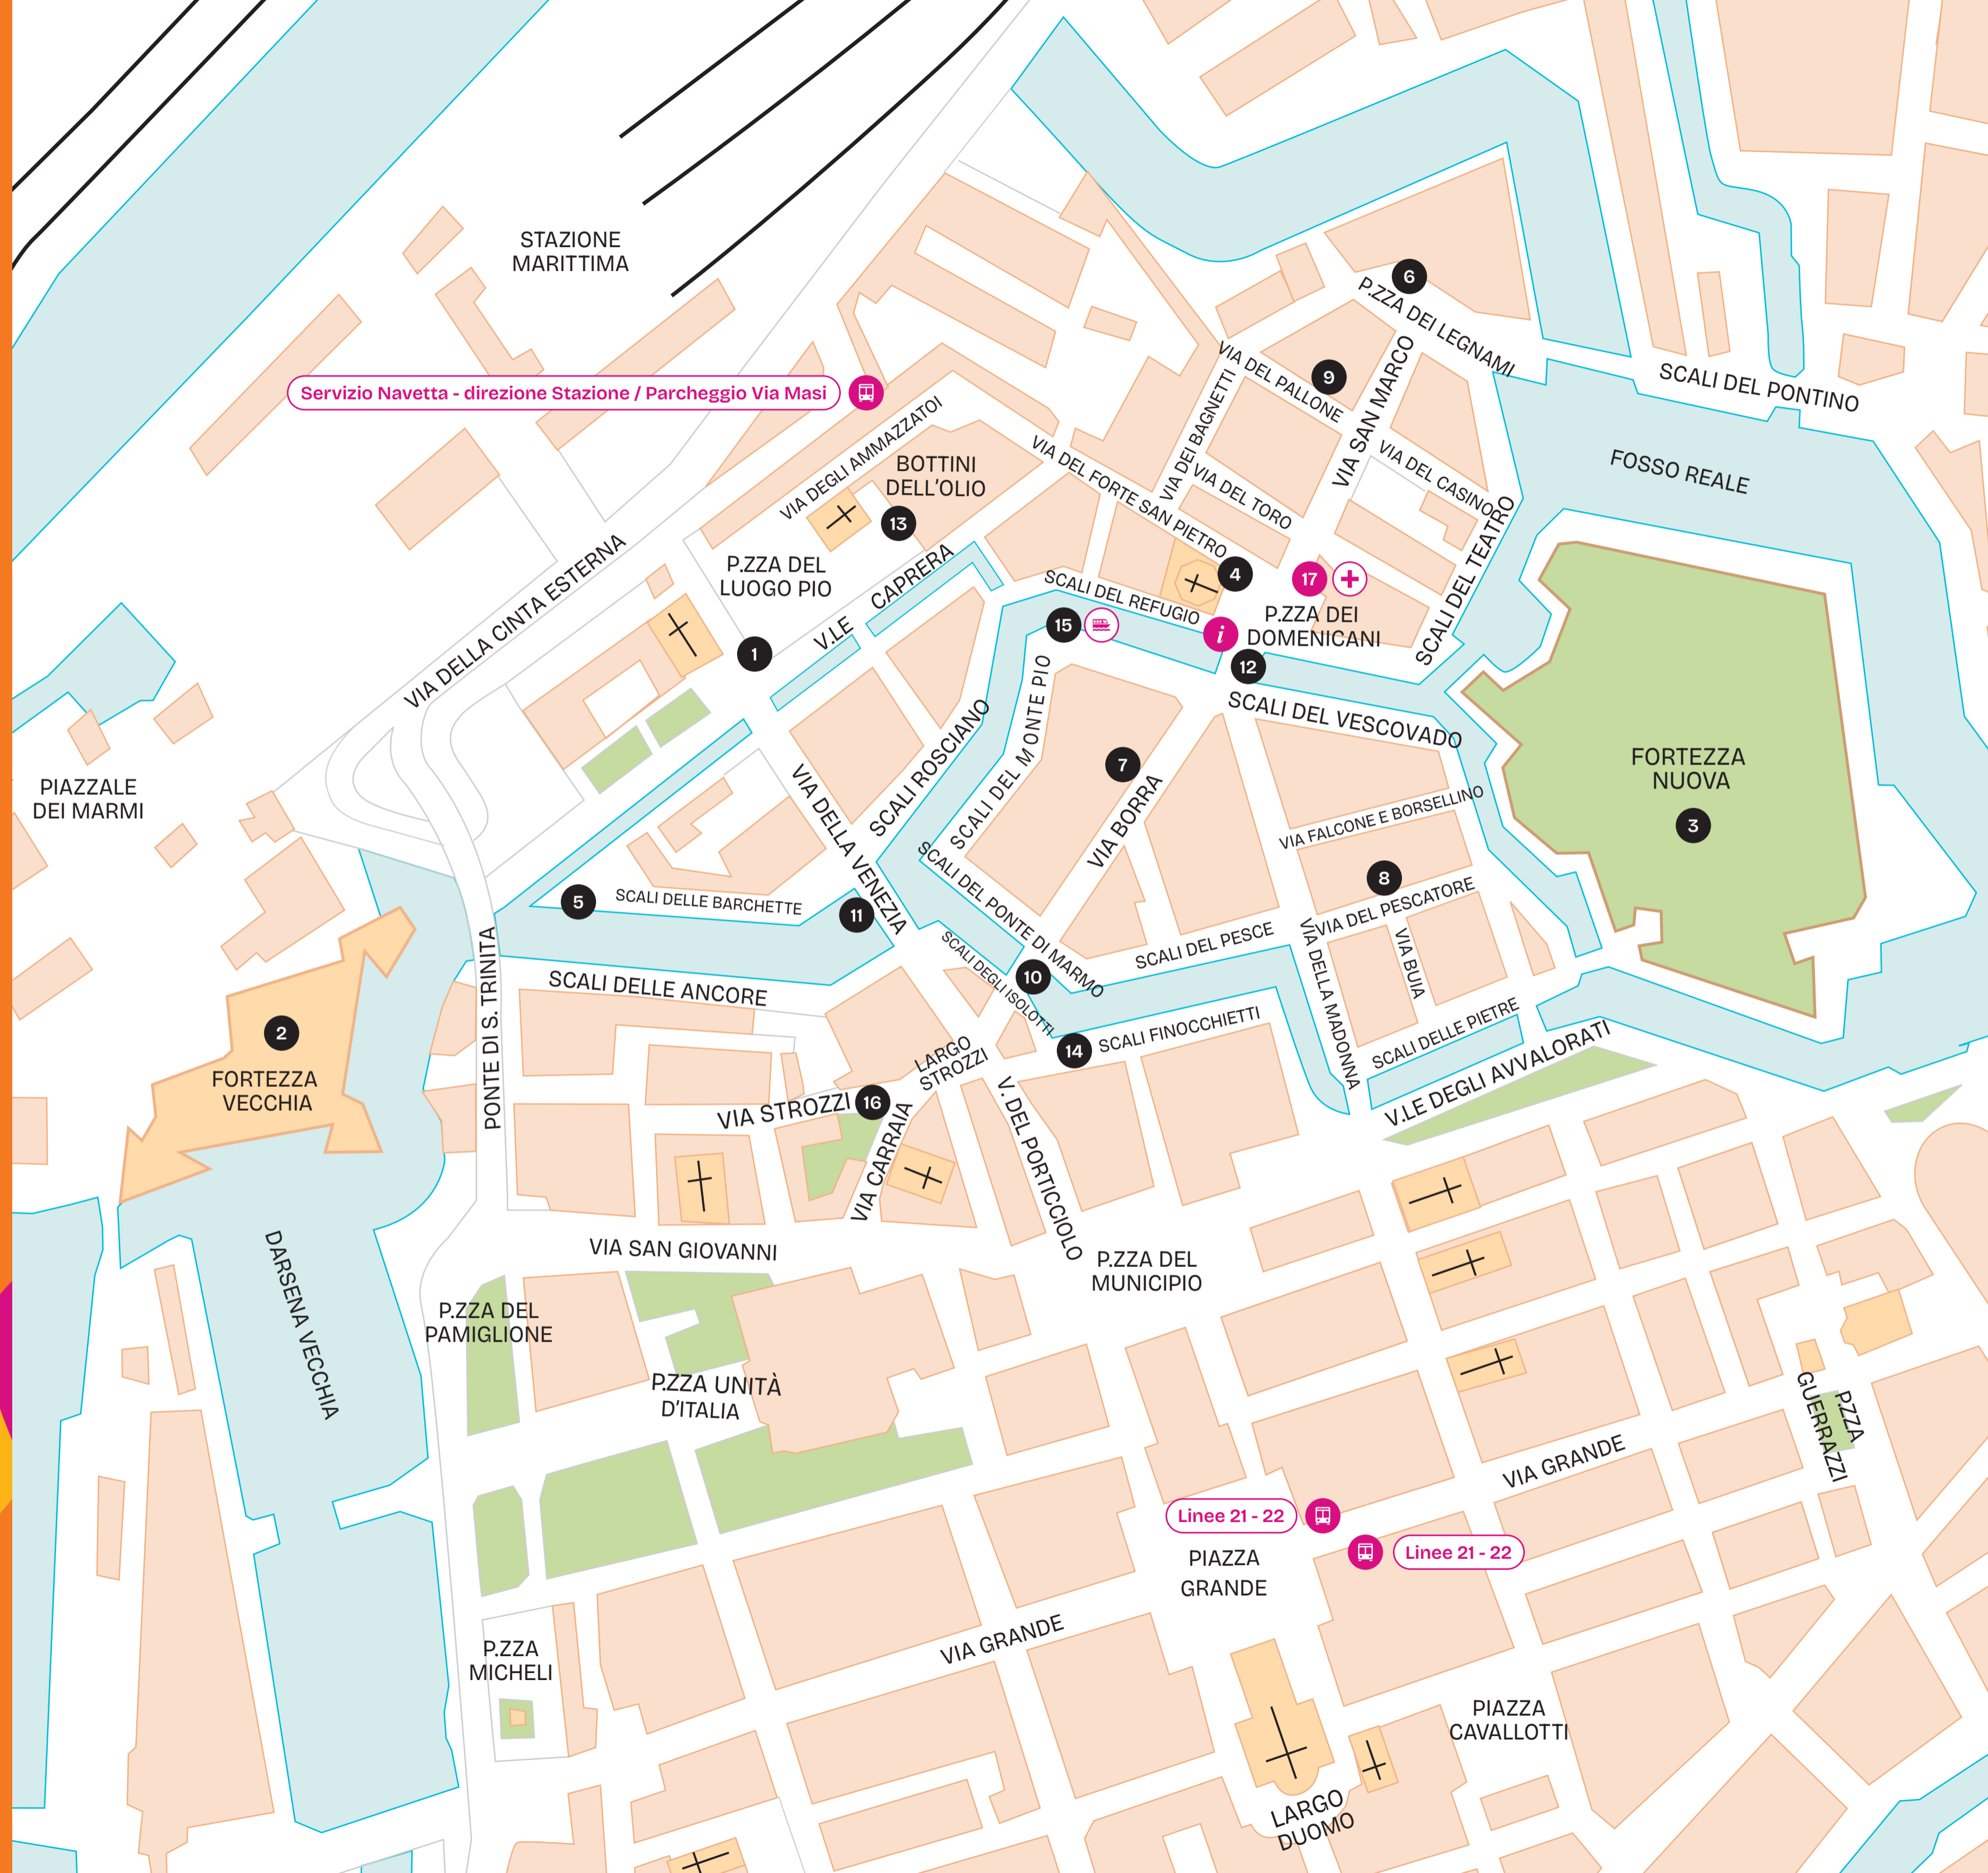 STAZIONE
MARITTIMA
6
P.ZZA DEI LEGNAMI
VIA DEL PALLONE
9
VIA SAN MARCO
SCALI DEL PONTINO
Servizio Navetta - direzione Stazione / Parcheggio Via Masi
VIA DEGLI AMMAZZATOI
VIA DEI BAGNETTI
BOTTINI
DELL'OLIO
13
VIA DEL FORTE SAN PIETRO
VIA DEL TORO
VIA DEL CASINO
FOSSO REALE
SCALI DEL TEATRO
VIA DELLA CINTA ESTERNA
P.ZZA DEL
LUOGO PIO
V.LE CAPRERA
SCALI DEL REFUGIO
4
17
P.ZZA DEI
DOMENICANI
15
i
12
1
SCALI DEL VESCOVADO
SCALI ROSCIANO
SCALI DEL MONTE PIO
7
VIA BORRA
FORTEZZA
NUOVA
3
PIAZZALE
DEI MARMI
VIA DELLA VENEZIA
VIA FALCONE E BORSELLINO
8
VIA DEL PESCATORE
5
SCALI DELLE BARCHETTE
11
SCALI DEL PONTE DI MARMO
SCALI DEL PESCE
VIA DELLA MADONNA
VIA BUIA
SCALI DEGLI ISOLOTTI
10
PONTE DI S. TRINITA
SCALI DELLE ANCORE
SCALI FINOCCHIETTI
14
SCALI DELLE PIETRE
V.LE DEGLI AVVALORATI
2
FORTEZZA
VECCHIA
LARGO
STROZZI
VIA STROZZI
16
VIA CARRAIA
V. DEL PORTICCIOLO
VIA SAN GIOVANNI
P.ZZA DEL
MUNICIPIO
DARSENA VECCHIA
P.ZZA DEL
PAMIGLIONE
P.ZZA UNITÀ
D'ITALIA
P.ZZA
GUERRAZZI
VIA GRANDE
Linee 21 - 22
Linee 21 - 22
PIAZZA
GRANDE
VIA GRANDE
P.ZZA
MICHELI
PIAZZA
CAVALLOTTI
LARGO
DUOMO